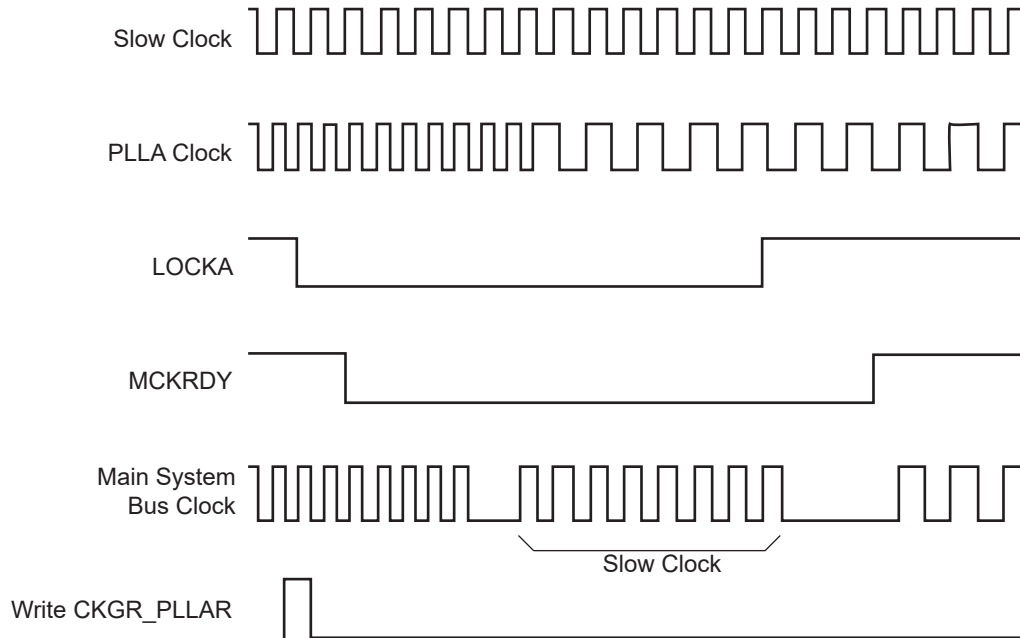 Slow Clock
PLLA Clock
LOCKA
MCKRDY
Main System
Bus Clock
Slow Clock
Write CKGR_PLLAR